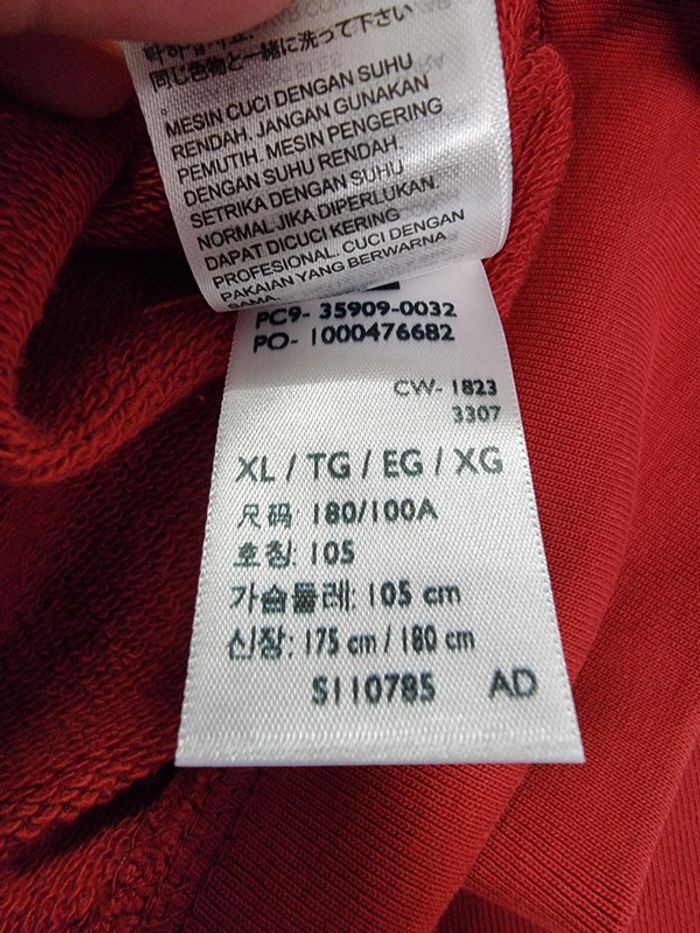 同じ色物と一緒に洗って下さい
。
MESIN CUCI DENGAN SUHU
RENDAH. JANGAN GUNAKAN
PEMUTIH. MESIN PENGERING
DENGAN SUHU RENDAH.
SETRIKA DENGAN SUHU
NORMAL JIKA DIPERLUKAN.
DAPAT DICUCI KERING
PROFESIONAL. CUCI DENGAN
PAKAIAN YANG BERWARNA
SAMA.
PC9- 35909-0032
PO- 1000476682
CW- 1823
3307
XL / TG / EG / XG
尺码: 180/100A
호칭: 105
가슴둘레: 105 cm
신장: 175 cm / 180 cm
S110785 AD